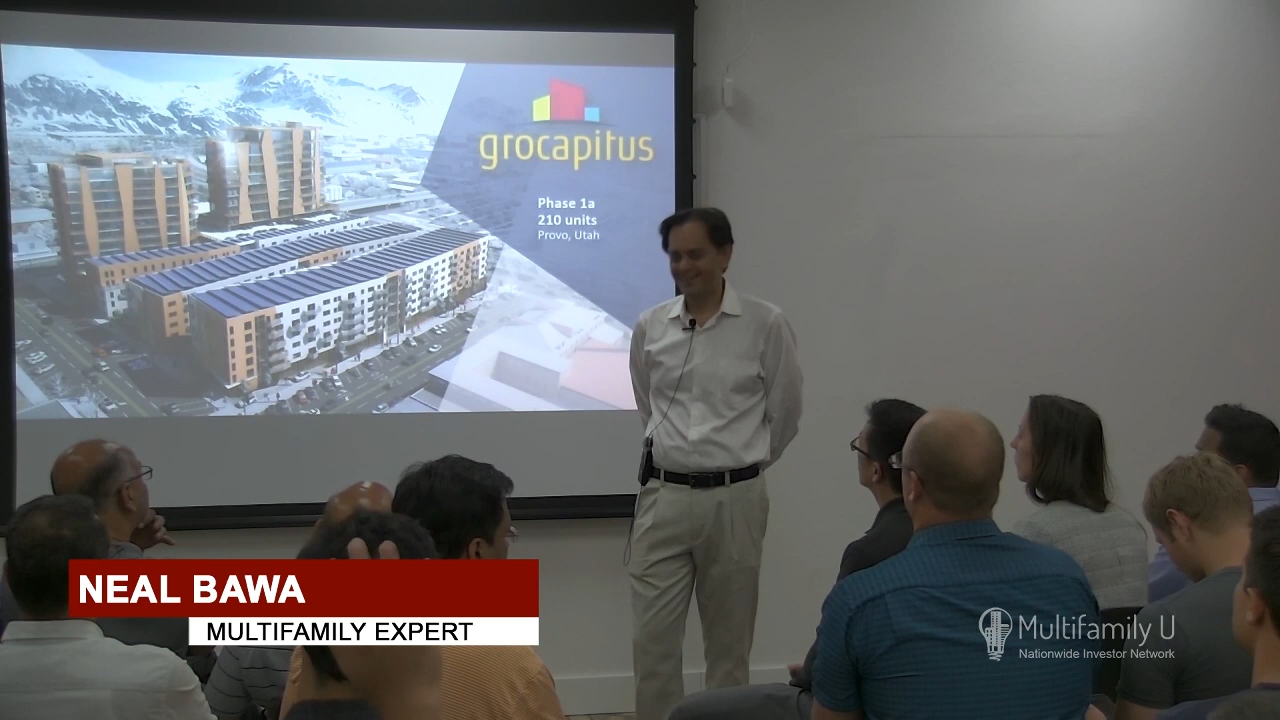 grocapitus
Phase 1a
210 units
Provo, Utah
NEAL BAWA
MULTIFAMILY EXPERT
Multifamily U
Nationwide Investor Network